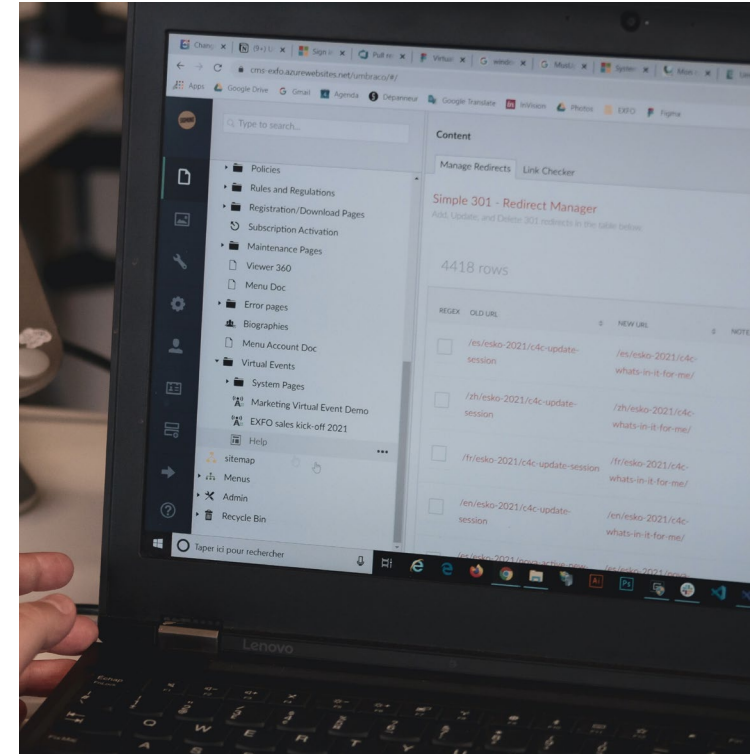 Sign in
cms-exfo.azurewebsites.net/umbraco/#/
Apps Google Drive Gmail Agenda Depanneur Google Translate InVision Photos EXFO Figma
Type to search...
Content
Manage Redirects Link Checker
Simple 301 - Redirect Manager
Add, Update, and Delete 301 redirects in the table below.
4418 rows
REGEX OLD URL NEW URL NOTE
/es/esko-2021/c4c-update-
session
/es/esko-2021/c4c-
whats-in-it-for-me/
/zh/esko-2021/c4c-update-
session
/zh/esko-2021/c4c-
whats-in-it-for-me/
/fr/esko-2021/c4c-update-session
/fr/esko-2021/c4c-
whats-in-it-for-me/
/en/esko-2021/c4c-update-
session
/en/esko-2021/c4c-
whats-in-it-for-me/
Policies
Rules and Regulations
Registration/Download Pages
Subscription Activation
Maintenance Pages
Viewer 360
Menu Doc
Error pages
Biographies
Menu Account Doc
Virtual Events
System Pages
Marketing Virtual Event Demo
EXFO sales kick-off 2021
Help
sitemap
Menus
Admin
Recycle Bin
Taper ici pour rechercher
Ai
Ps
Lenovo
Echap
Q W E R T Y
A S